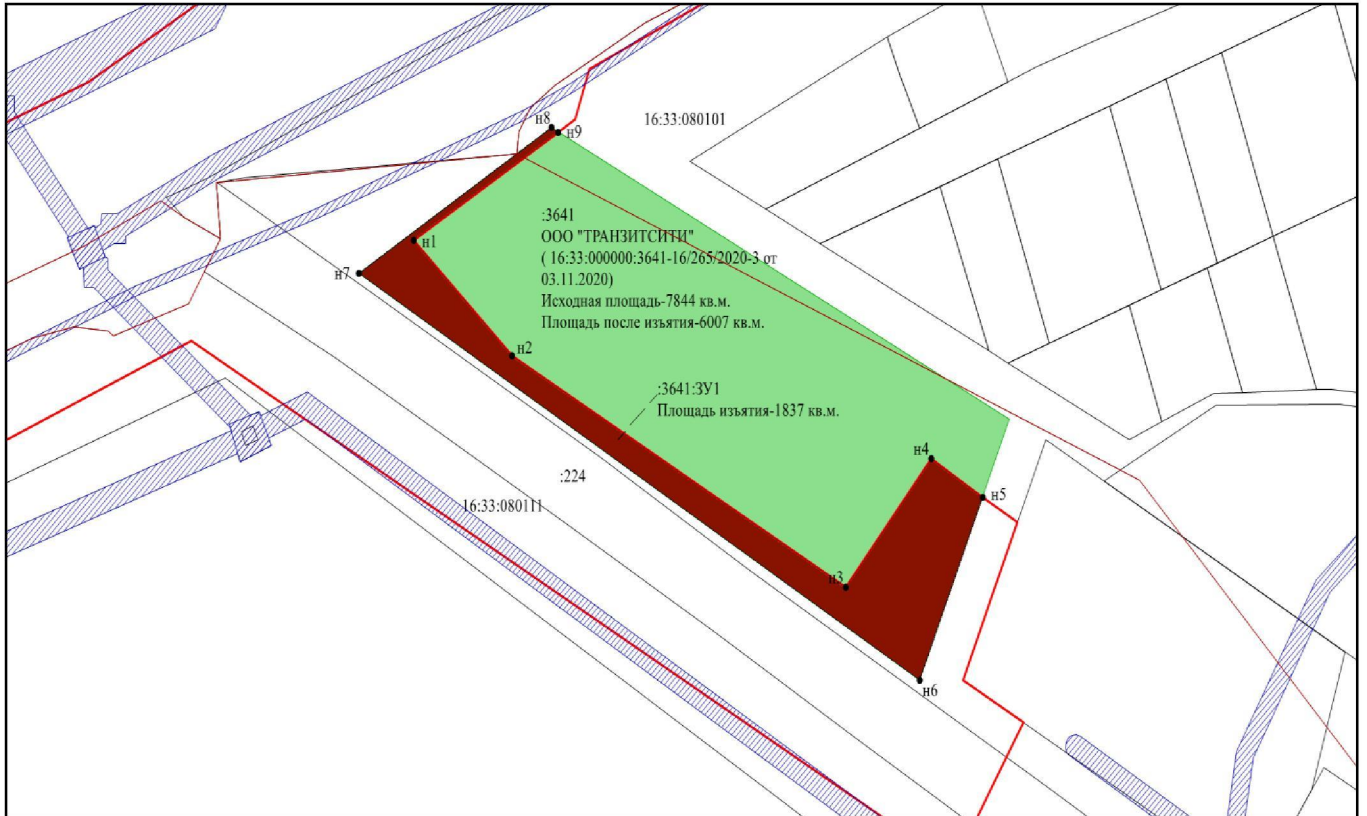 н8
н9
16:33:080101
:3641
ООО "ТРАНЗИТСИТИ"
( 16:33:000000:3641-16/265/2020-3 от
03.11.2020)
Исходная площадь-7844 кв.м.
Площадь после изъятия-6007 кв.м.
н1
н7
н2
:3641:ЗУ1
Площадь изъятия-1837 кв.м.
н4
:224
н5
16:33:080111
н3
н6